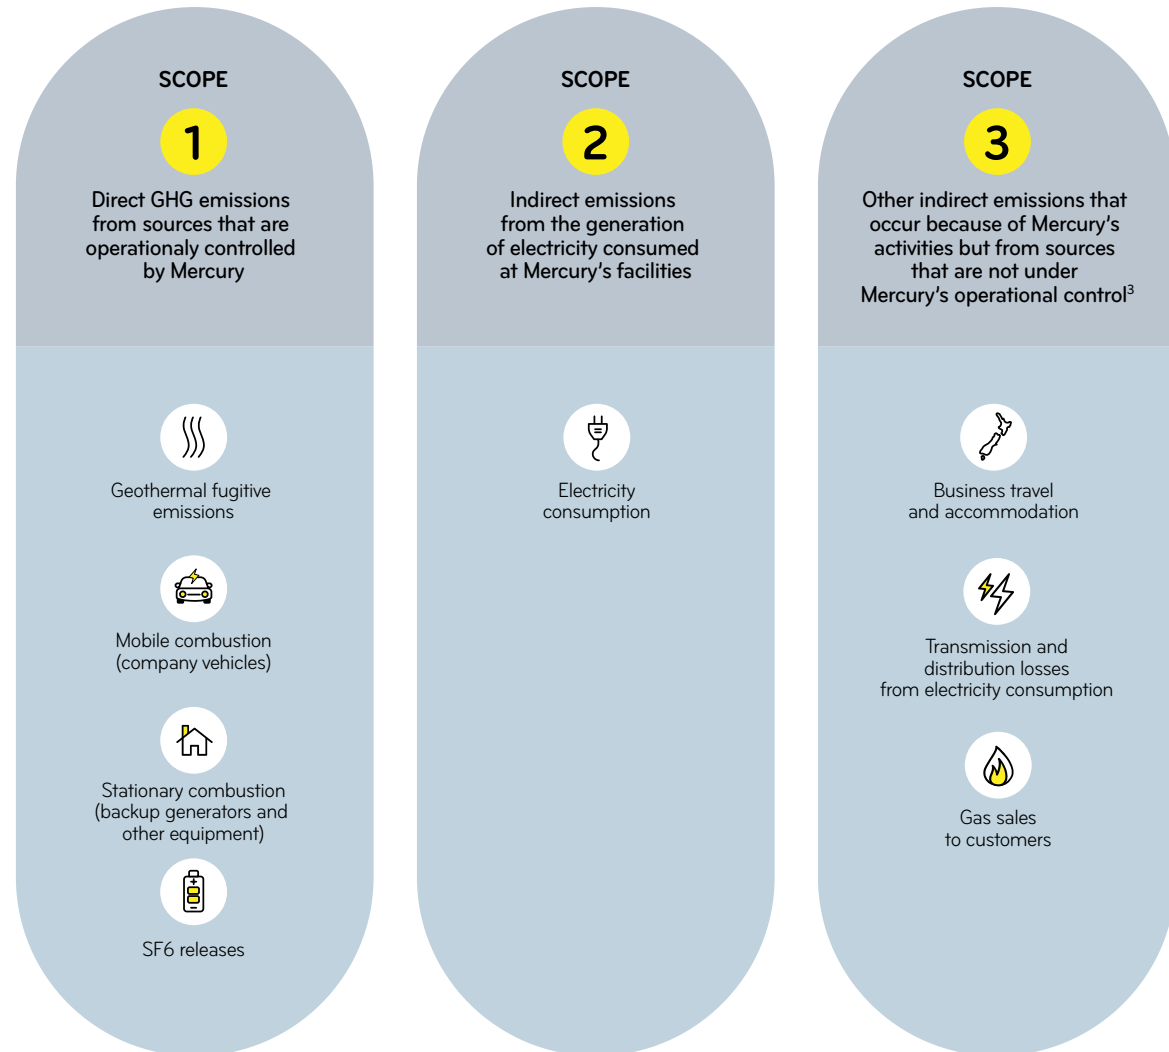 SCOPE
1
Direct GHG emissions
from sources that are
operationaly controlled
by Mercury
Geothermal fugitive
emissions
Mobile combustion
(company vehicles)
Stationary combustion
(backup generators and
other equipment)
SF6 releases
SCOPE
2
Indirect emissions
from the generation
of electricity consumed
at Mercury's facilities
Electricity
consumption
SCOPE
3
Other indirect emissions that
occur because of Mercury's
activities but from sources
that are not under
Mercury's operational control³
Business travel
and accommodation
Transmission and
distribution losses
from electricity consumption
Gas sales
to customers